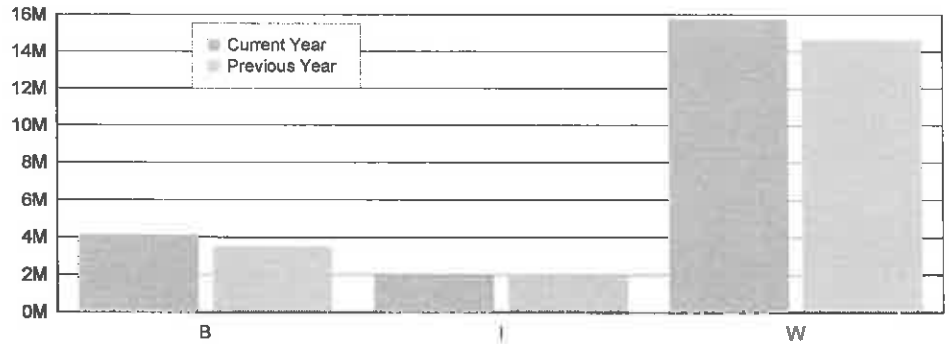 16M
14M
12M
10M
8M
6M
4M
2M
0M
Current Year
Previous Year
B
I
W